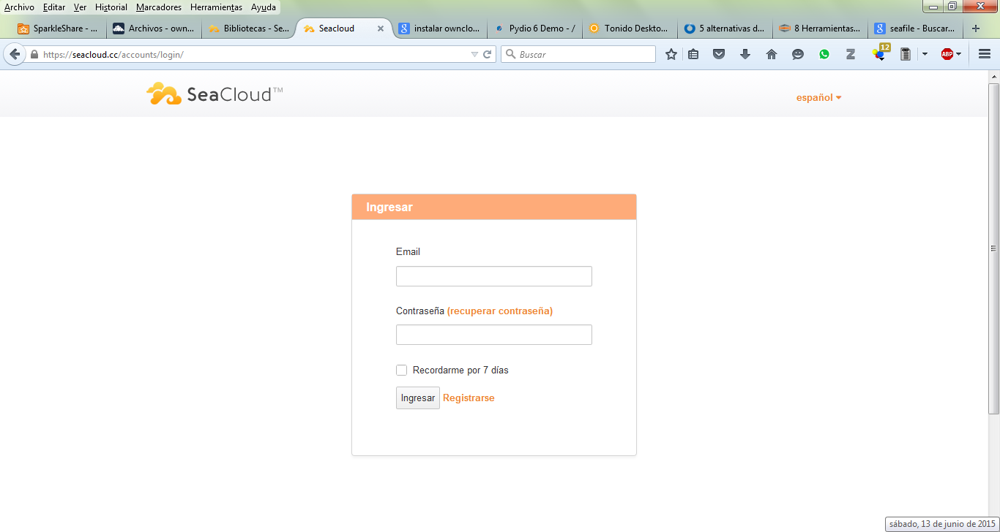 Archivo Editar Ver Historial Marcadores Herramientas Ayuda
SparkleShare - ... Archivos - own... Bibliotecas - Se... Seacloud instalar ownclo... Pydio 6 Demo - / Tonido Deskto... 5 alternativas d... 8 Herramientas... seafile - Buscar...
https://seacloud.cc/accounts/login/ Buscar ABP 12
SeaCloud™ español
Ingresar
Email
Contraseña (recuperar contraseña)
Recordarme por 7 días
Ingresar Registrarse
sábado, 13 de junio de 2015